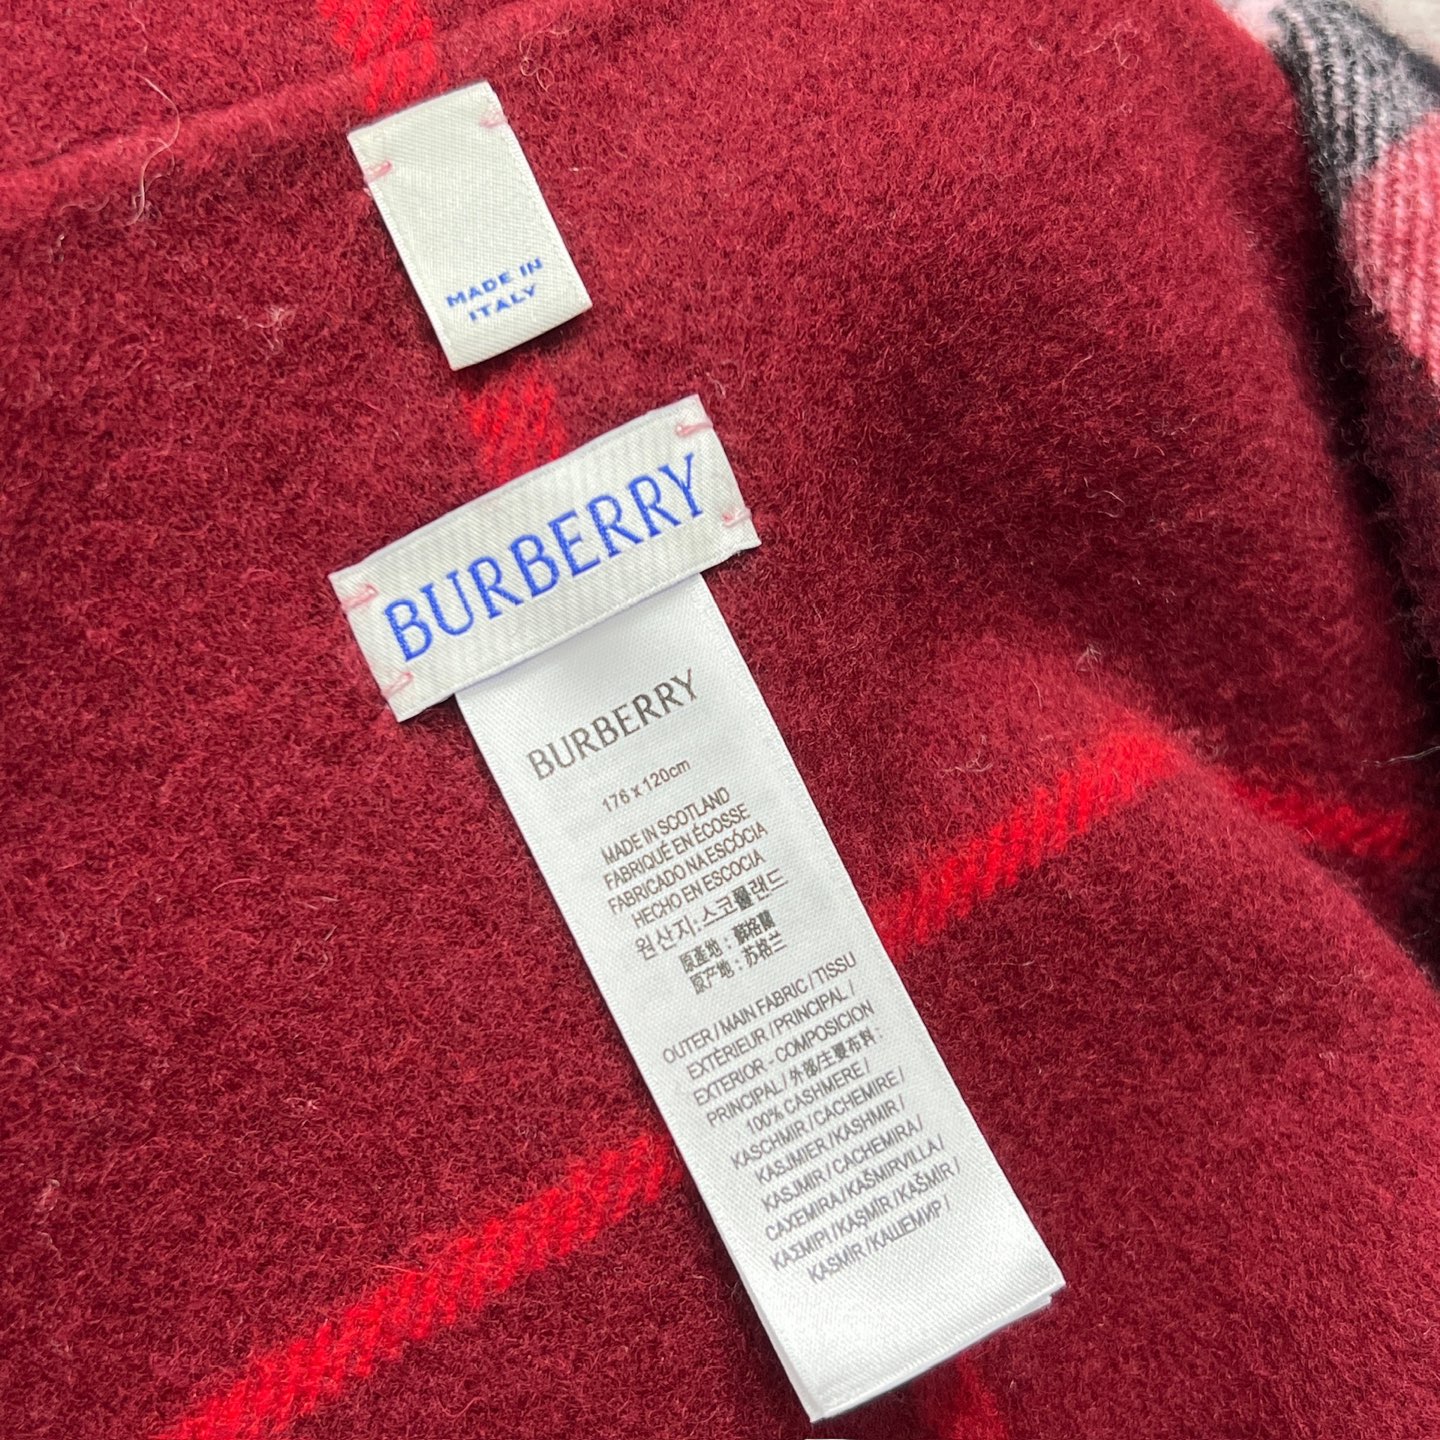 MADE IN
ITALY
BURBERRY
BURBERRY
176 x 120cm
MADE IN SCOTLAND
FABRIQUÉ EN ÉCOSSE
FABRICADO NA ESCÓCIA
HECHO EN ESCOCIA
원산지: 스코틀랜드
原產地: 蘇格蘭
原产地: 苏格兰
OUTER / MAIN FABRIC / TISSU
EXTÉRIEUR / PRINCIPAL /
EXTERIOR - COMPOSICION
PRINCIPAL / 外部/主要布料:
100% CASHMERE /
KASCHMIR / CACHEMIRE /
KASJMIER / KASHMIR /
KASJMIR / CACHEMIRA /
CAXEMIRA / KAŠMIRVILLA /
ΚΑΣΜΙΡΙ / KAŞMİR / KAŠMÍR /
KASMÍR / КАШЕМИР /